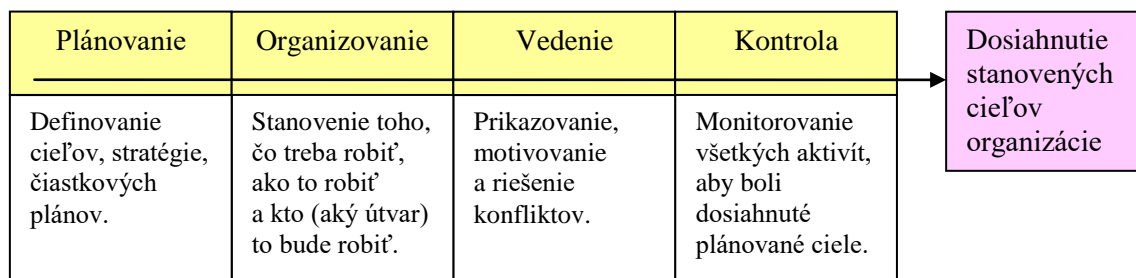 Plánovanie
Organizovanie
Vedenie
Kontrola
Definovanie
cieľov, stratégie,
čiastkových
plánov.
Stanovenie toho,
čo treba robiť,
ako to robiť
a kto (aký útvar)
to bude robiť.
Prikazovanie,
motivovanie
a riešenie
konfliktov.
Monitorovanie
všetkých aktivít,
aby boli
dosiahnuté
plánované ciele.
Dosiahnutie
stanovených
cieľov
organizácie